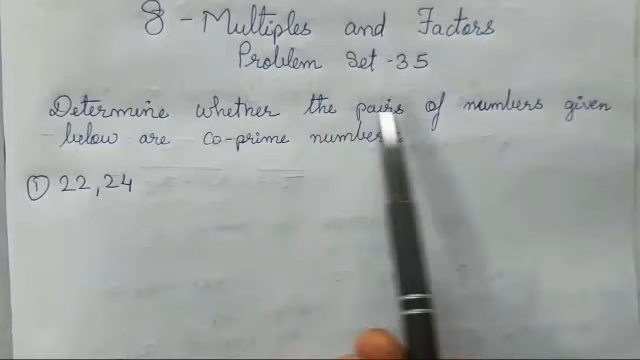 8 - Multiples and Factors
Problem Set - 35
Determine whether the pairs of numbers given
below are co-prime numbers.
① 22, 24